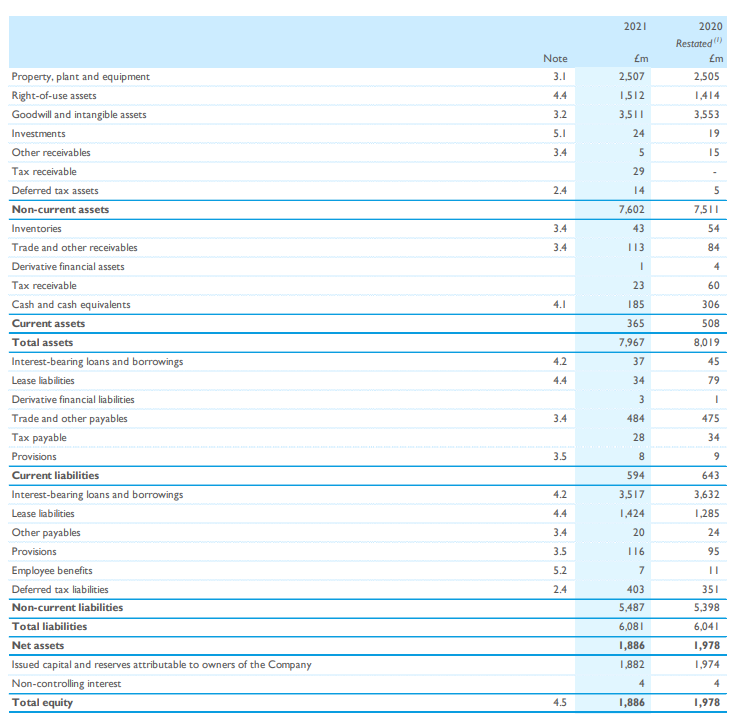 2021 2020
Restated (1)
Note £m £m
Property, plant and equipment 3.1 2,507 2,505
Right-of-use assets 4.4 1,512 1,414
Goodwill and intangible assets 3.2 3,511 3,553
Investments 5.1 24 19
Other receivables 3.4 5 15
Tax receivable 29 -
Deferred tax assets 2.4 14 5
Non-current assets 7,602 7,511
Inventories 3.4 43 54
Trade and other receivables 3.4 113 84
Derivative financial assets 1 4
Tax receivable 23 60
Cash and cash equivalents 4.1 185 306
Current assets 365 508
Total assets 7,967 8,019
Interest-bearing loans and borrowings 4.2 37 45
Lease liabilities 4.4 34 79
Derivative financial liabilities 3 1
Trade and other payables 3.4 484 475
Tax payable 28 34
Provisions 3.5 8 9
Current liabilities 594 643
Interest-bearing loans and borrowings 4.2 3,517 3,632
Lease liabilities 4.4 1,424 1,285
Other payables 3.4 20 24
Provisions 3.5 116 95
Employee benefits 5.2 7 11
Deferred tax liabilities 2.4 403 351
Non-current liabilities 5,487 5,398
Total liabilities 6,081 6,041
Net assets 1,886 1,978
Issued capital and reserves attributable to owners of the Company 1,882 1,974
Non-controlling interest 4 4
Total equity 4.5 1,886 1,978